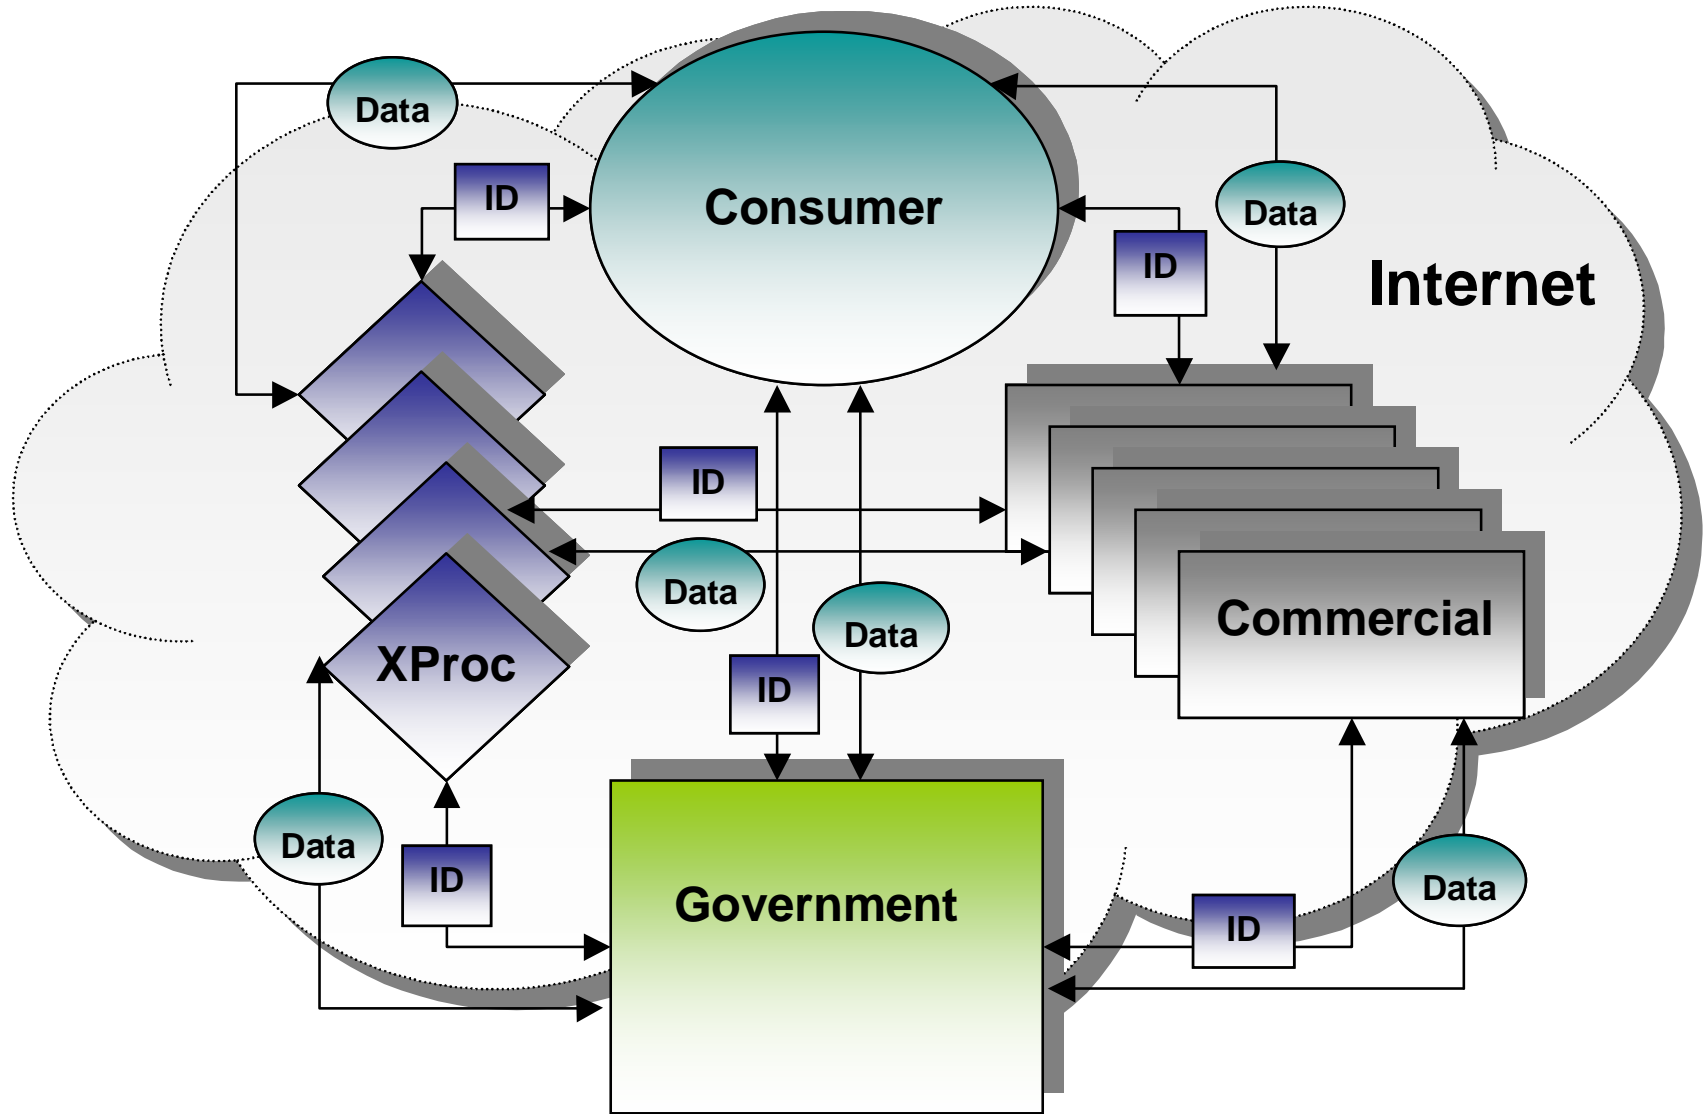 Data
ID
Consumer
Data
ID
Internet
ID
Data
Data
Commercial
XProc
ID
Data
ID
Government
Data
ID